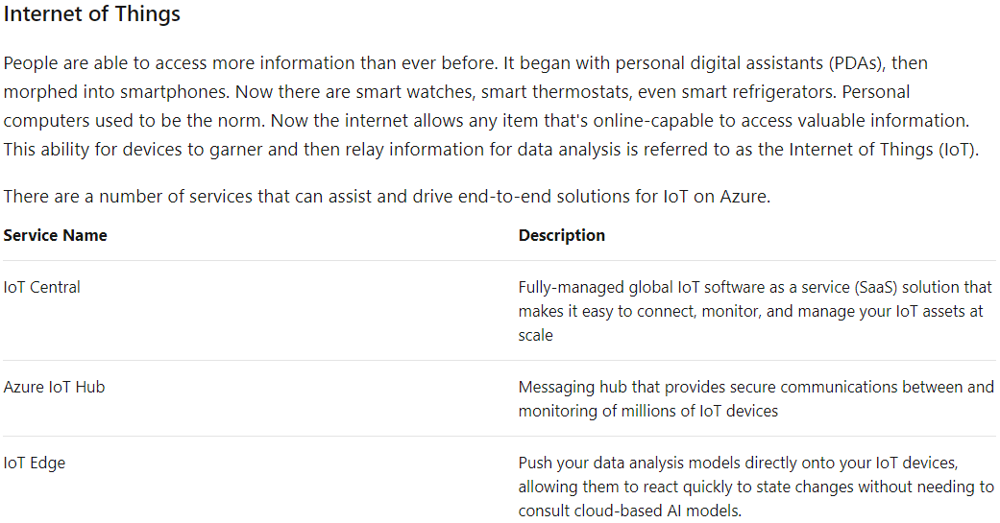 Internet of Things
People are able to access more information than ever before. It began with personal digital assistants (PDAs), then
morphed into smartphones. Now there are smart watches, smart thermostats, even smart refrigerators. Personal
computers used to be the norm. Now the internet allows any item that's online-capable to access valuable information.
This ability for devices to garner and then relay information for data analysis is referred to as the Internet of Things (IoT).
There are a number of services that can assist and drive end-to-end solutions for IoT on Azure.
Service Name Description
IoT Central Fully-managed global IoT software as a service (SaaS) solution that
makes it easy to connect, monitor, and manage your IoT assets at
scale
Azure IoT Hub Messaging hub that provides secure communications between and
monitoring of millions of IoT devices
IoT Edge Push your data analysis models directly onto your IoT devices,
allowing them to react quickly to state changes without needing to
consult cloud-based AI models.